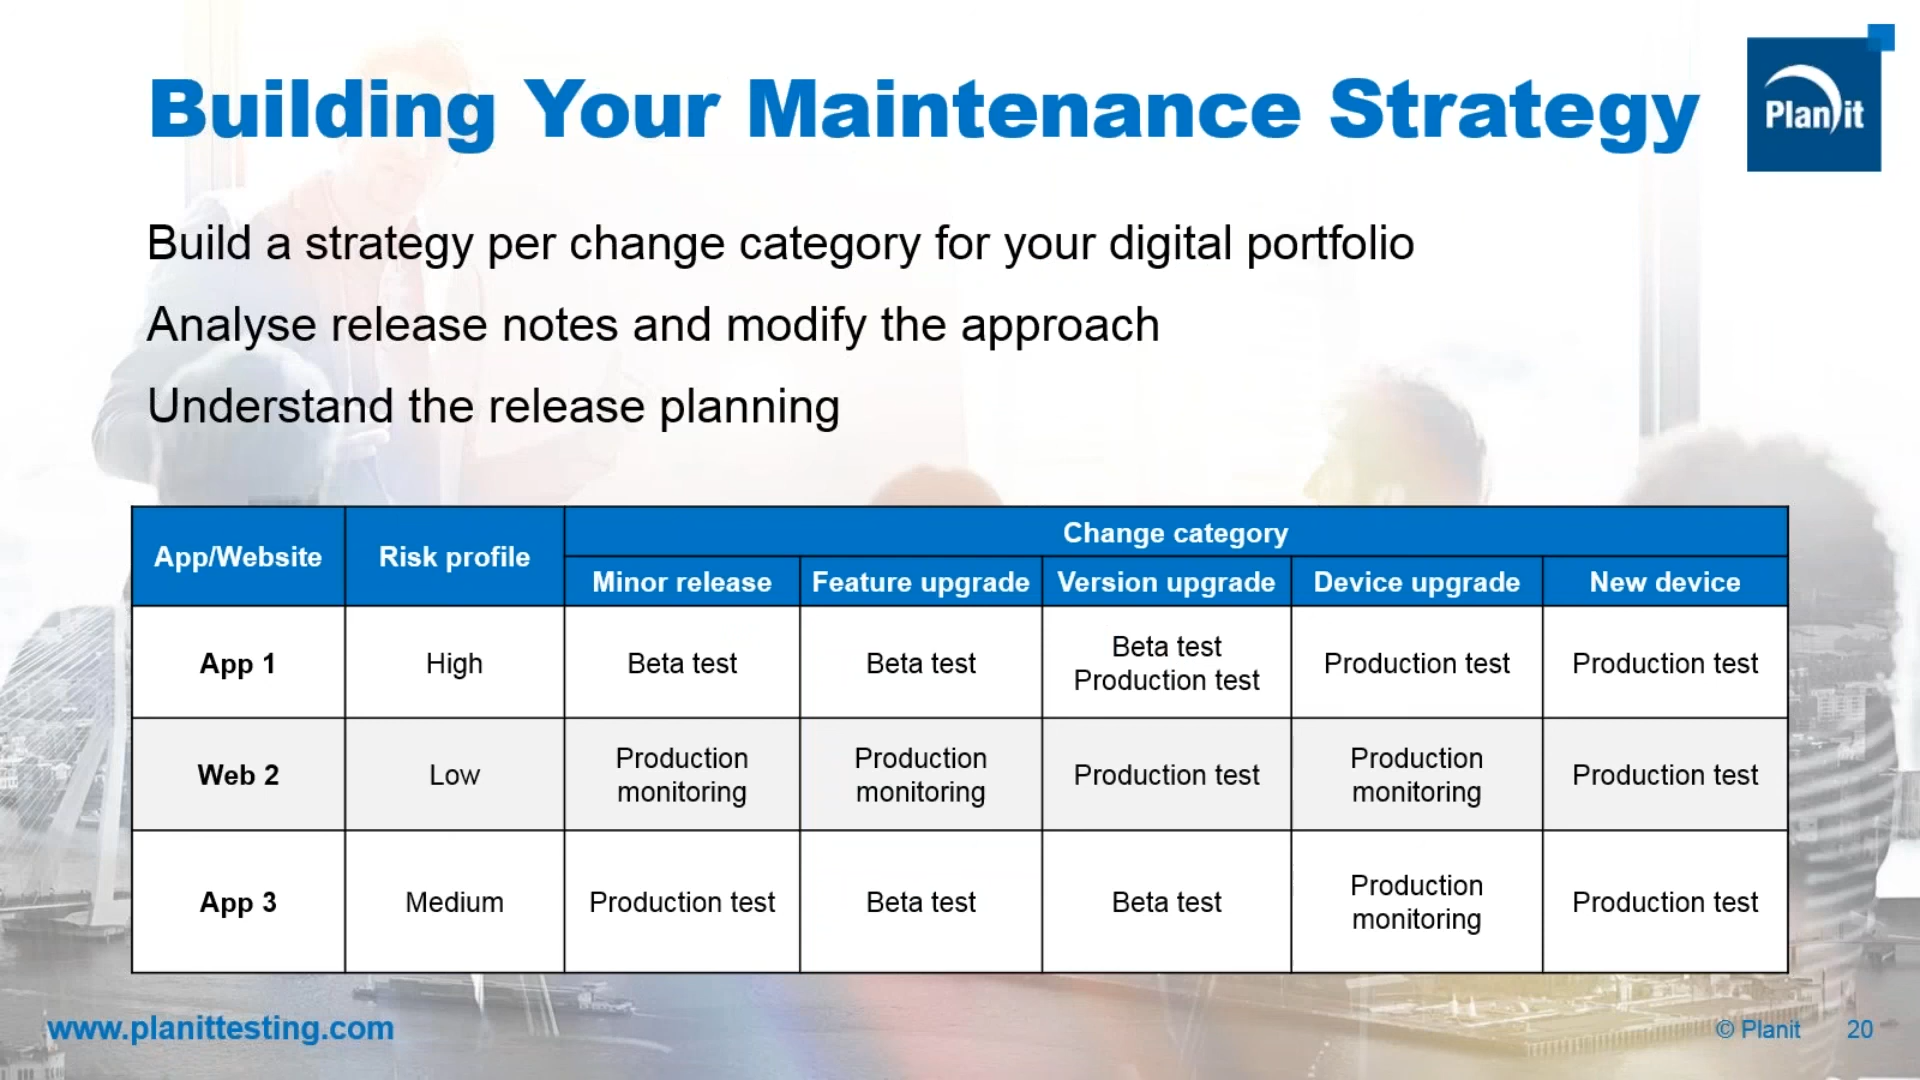 Building Your Maintenance Strategy
Planit
Build a strategy per change category for your digital portfolio
Analyse release notes and modify the approach
Understand the release planning
App/Website Risk profile Change category
Minor release Feature upgrade Version upgrade Device upgrade New device
App 1 High Beta test Beta test Beta test Production test Production test Production test
Web 2 Low Production monitoring Production monitoring Production test Production monitoring Production test
App 3 Medium Production test Beta test Beta test Production monitoring Production test
www.planittesting.com
© Planit 20